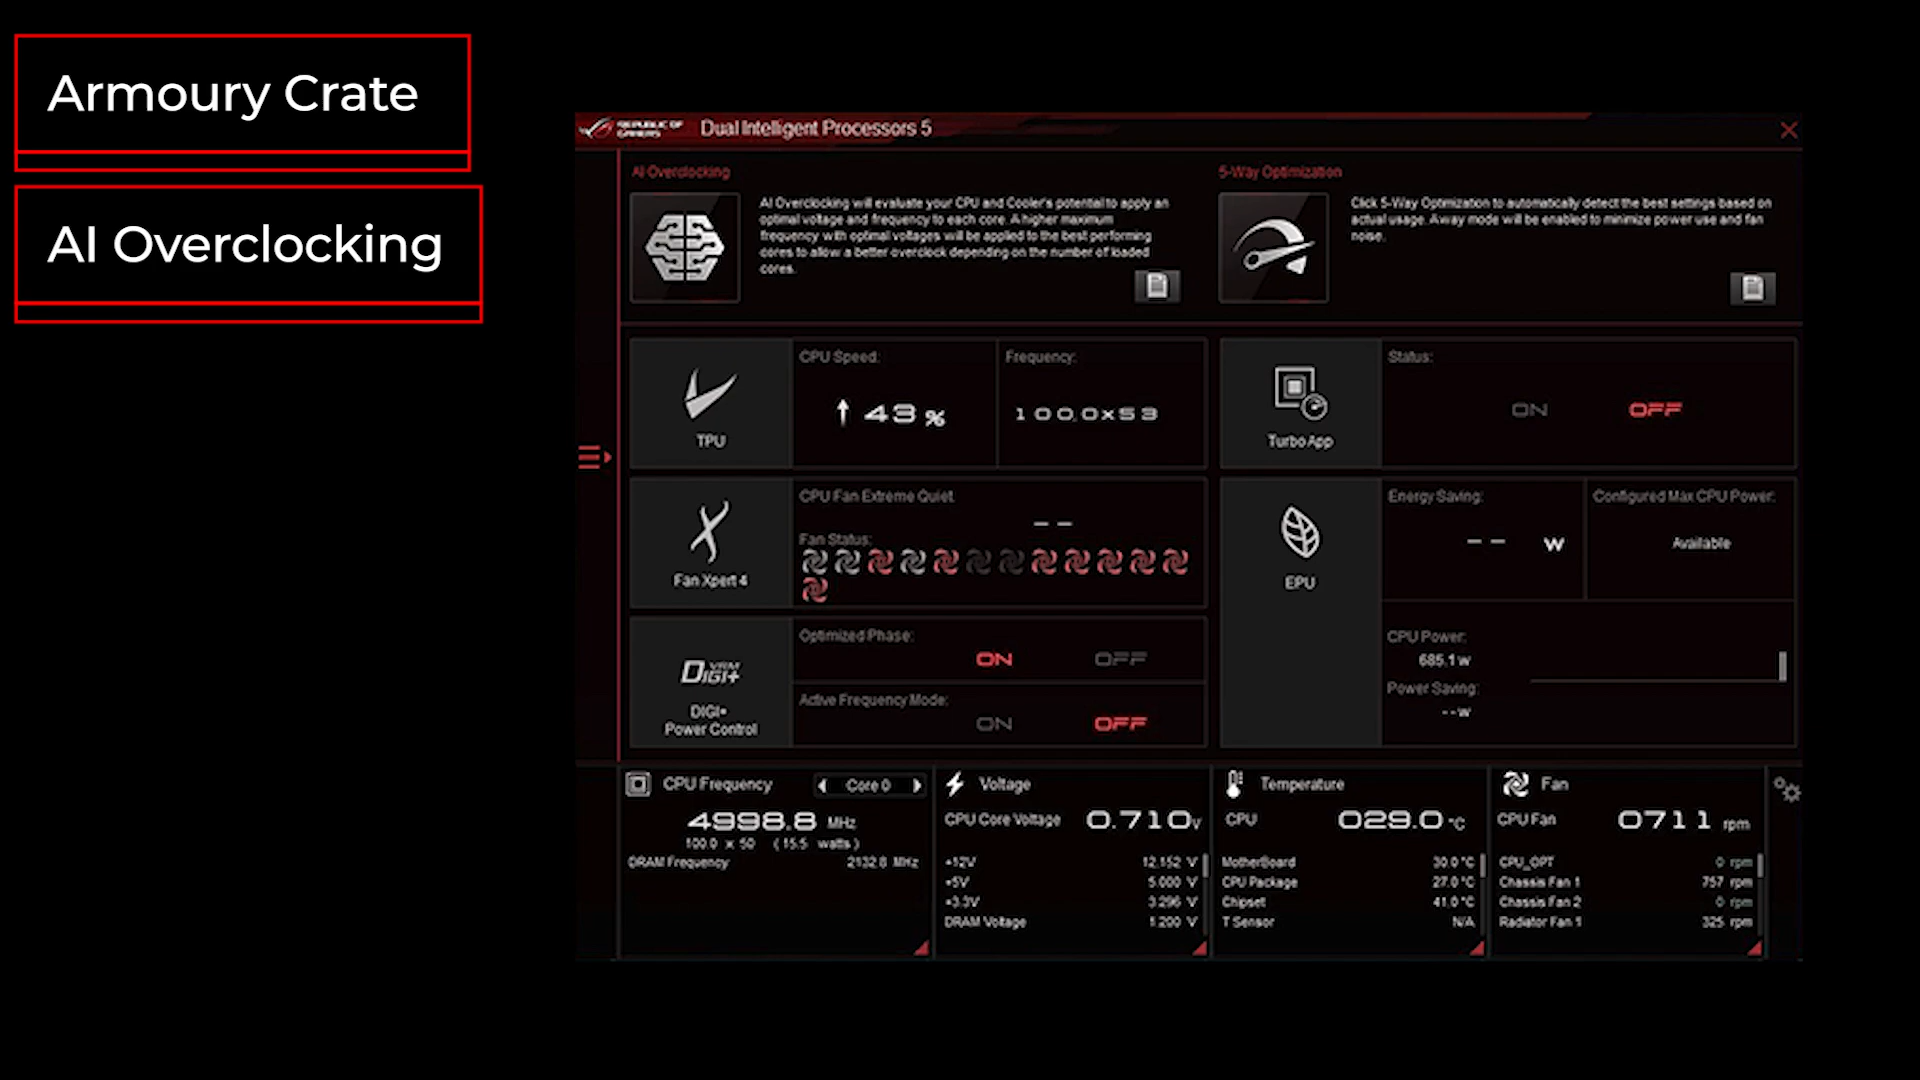 Armoury Crate
AI Overclocking
REPUBLIC OF
GAMERS
Dual Intelligent Processors 5
AI Overclocking
AI Overclocking will evaluate your CPU and Cooler's potential to apply an
optimal voltage and frequency to each core. A higher maximum
frequency with optimal voltages will be applied to the best performing
cores to allow a better overclock depending on the number of loaded
cores.
5-Way Optimization
Click 5-Way Optimization to automatically detect the best settings based on
actual usage. Away mode will be enabled to minimize power use and fan
noise.
TPU
CPU Speed:
43 %
Frequency:
100.0x53
Turbo App
Status:
ON OFF
Fan Xpert 4
CPU Fan Extreme Quiet
--
Fan Status:
EPU
Energy Saving:
-- W
Configured Max CPU Power:
Available
CPU Power:
685.1W
Power Saving:
--W
DIGI+ VRM
DIGI+
Power Control
Optimized Phase:
ON OFF
Active Frequency Mode:
ON OFF
CPU Frequency
Core 0
4998.8 MHz
100.0 x 50 (15.5 watts)
DRAM Frequency 2132.8 MHz
Voltage
CPU Core Voltage 0.710V
+12V 12.152 V
+5V 5.000 V
+3.3V 3.296 V
DRAM Voltage 1.200 V
Temperature
CPU 029.0 °C
MotherBoard 30.0 °C
CPU Package 27.0 °C
Chipset 41.0 °C
T Sensor N/A
Fan
CPU Fan 0711 rpm
CPU_OPT 0 rpm
Chassis Fan 1 757 rpm
Chassis Fan 2 0 rpm
Radiator Fan 1 325 rpm